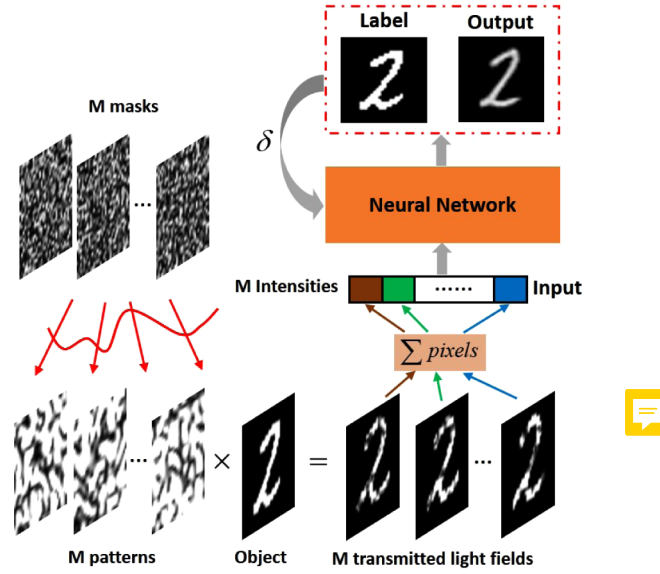 Label Output
M masks
δ
Neural Network
M Intensities ...... Input
∑ pixels
... × = ...
M patterns Object M transmitted light fields